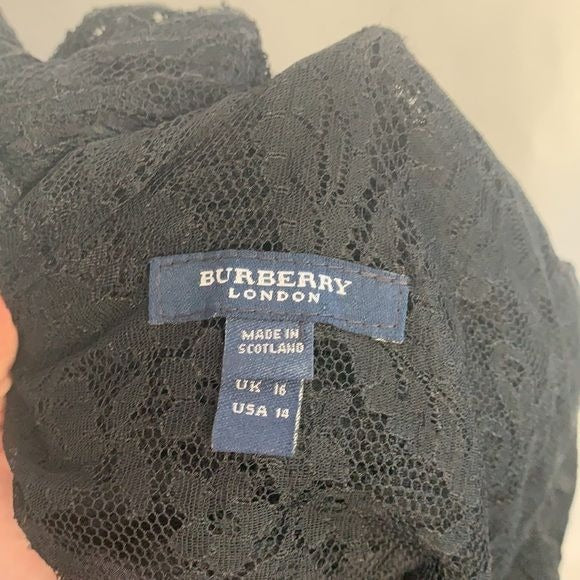 BURBERRY
LONDON
MADE IN
SCOTLAND
UK 16
USA 14